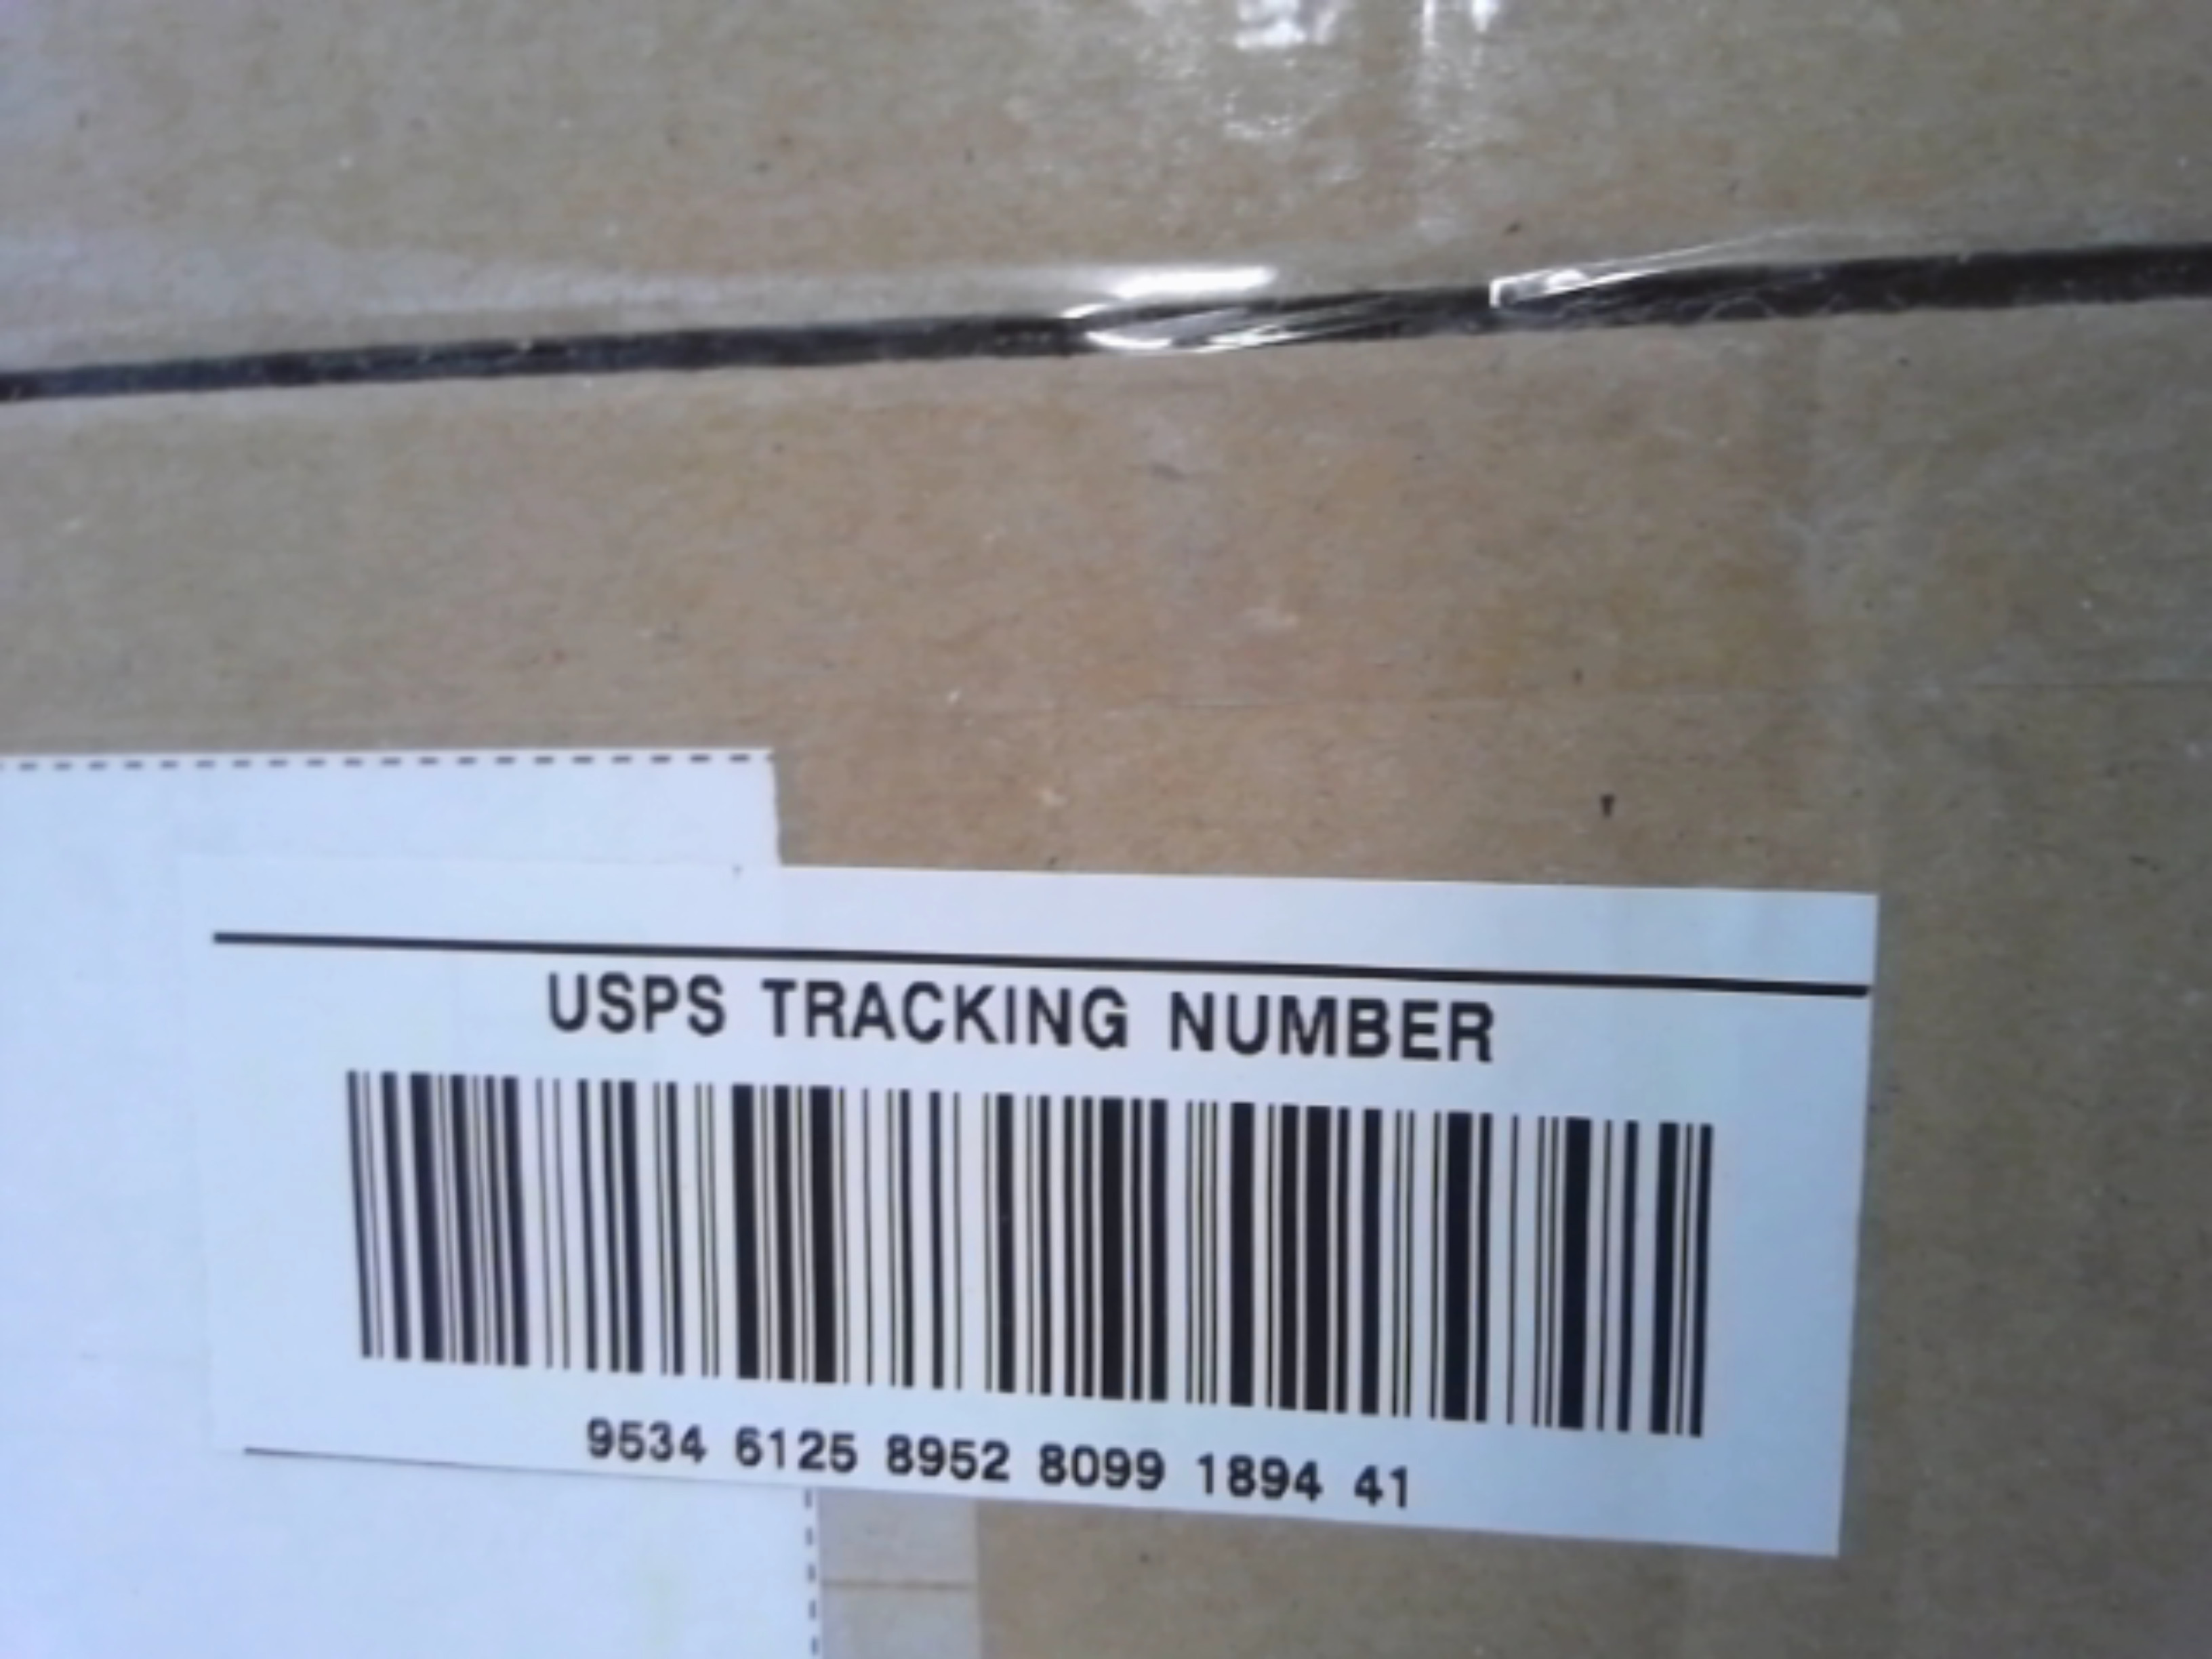 USPS TRACKING NUMBER
9534 6125 8952 8099 1894 41